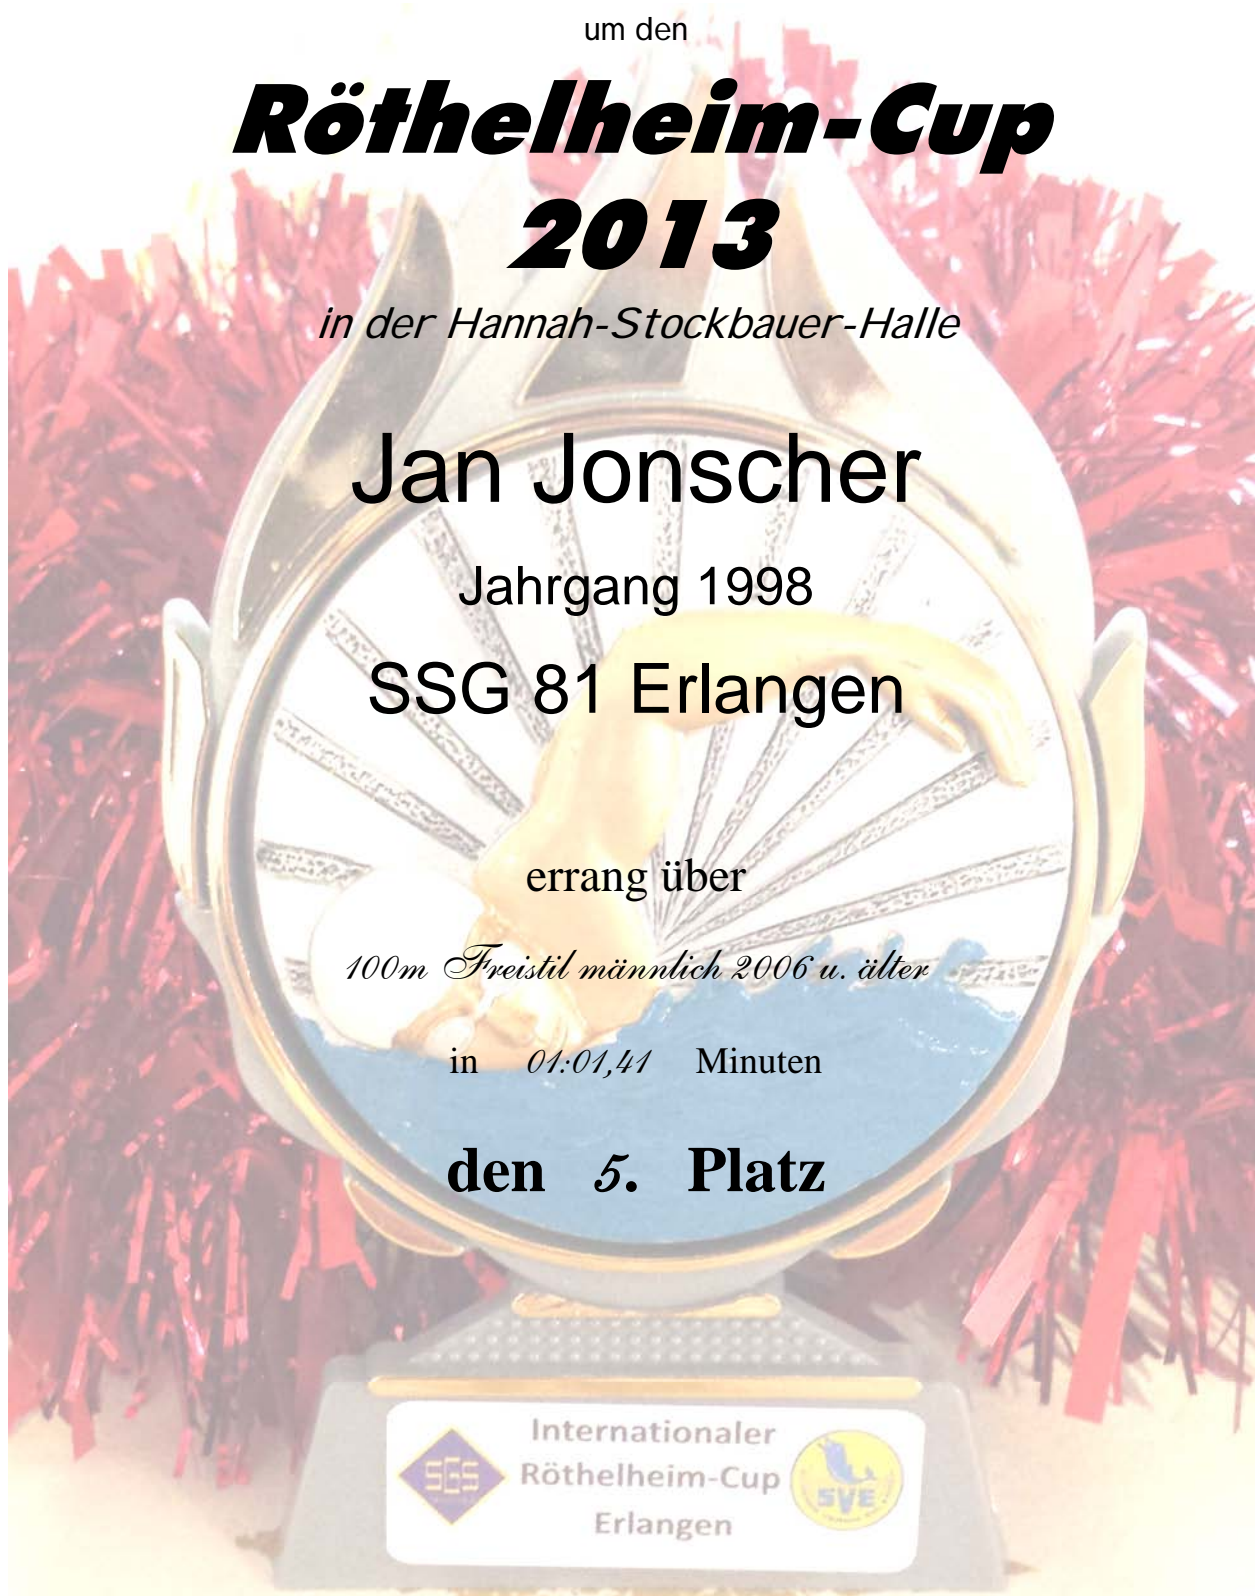 um den
Röthelheim-Cup
2013
in der Hannah-Stockbauer-Halle
Jan Jonscher
Jahrgang 1998
SSG 81 Erlangen
errang über
100m Freistil männlich 2006 u. älter
in 01:01,41 Minuten
den 5. Platz
Internationaler
SGS Röthelheim-Cup SVE
Erlangen